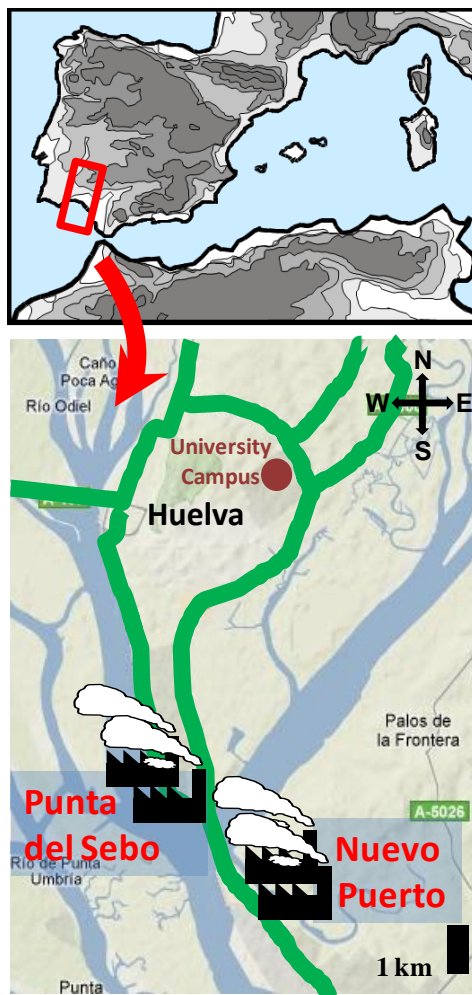 N
W E
S
Caño
Poca Ag
Río Odiel
University
Campus
Huelva
Palos de
la Frontera
A-5026
Punta
del Sebo
Nuevo
Puerto
Río de Punta
Umbría
1 km
Punta